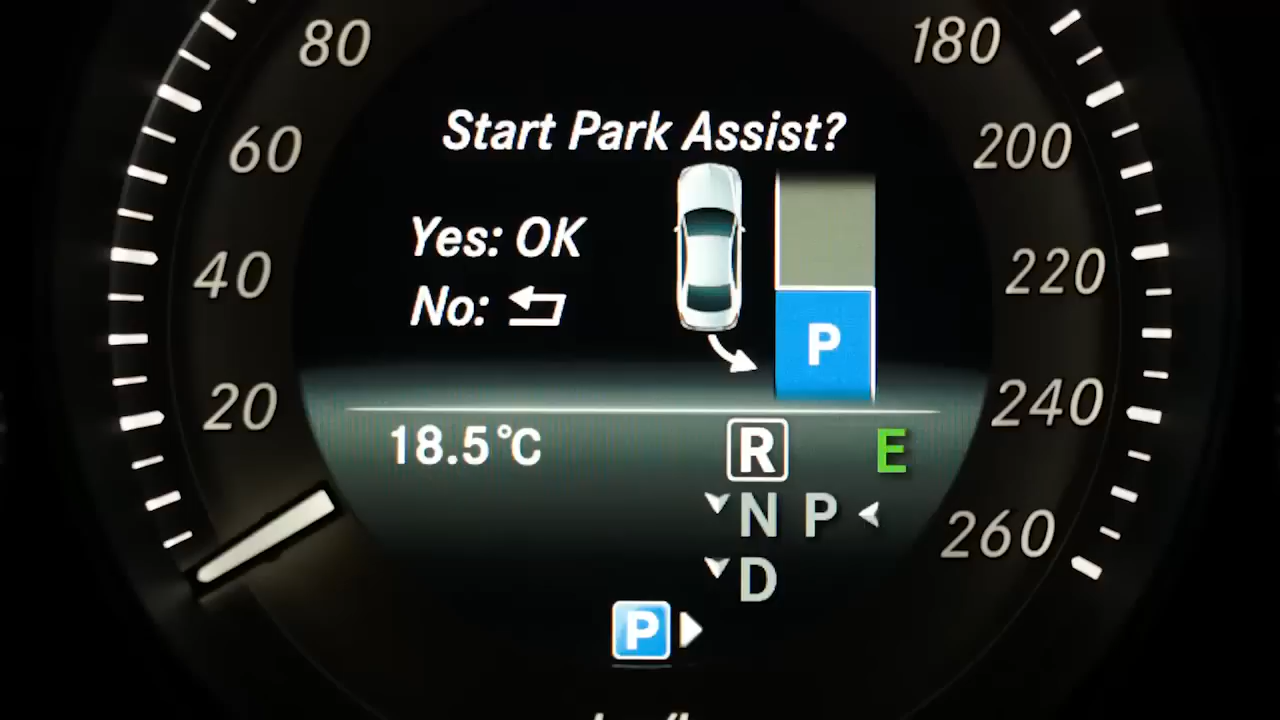 80
180
Start Park Assist?
60
200
Yes: OK
40
220
No:
P
20
240
18.5°C
R
E
N P
260
D
P